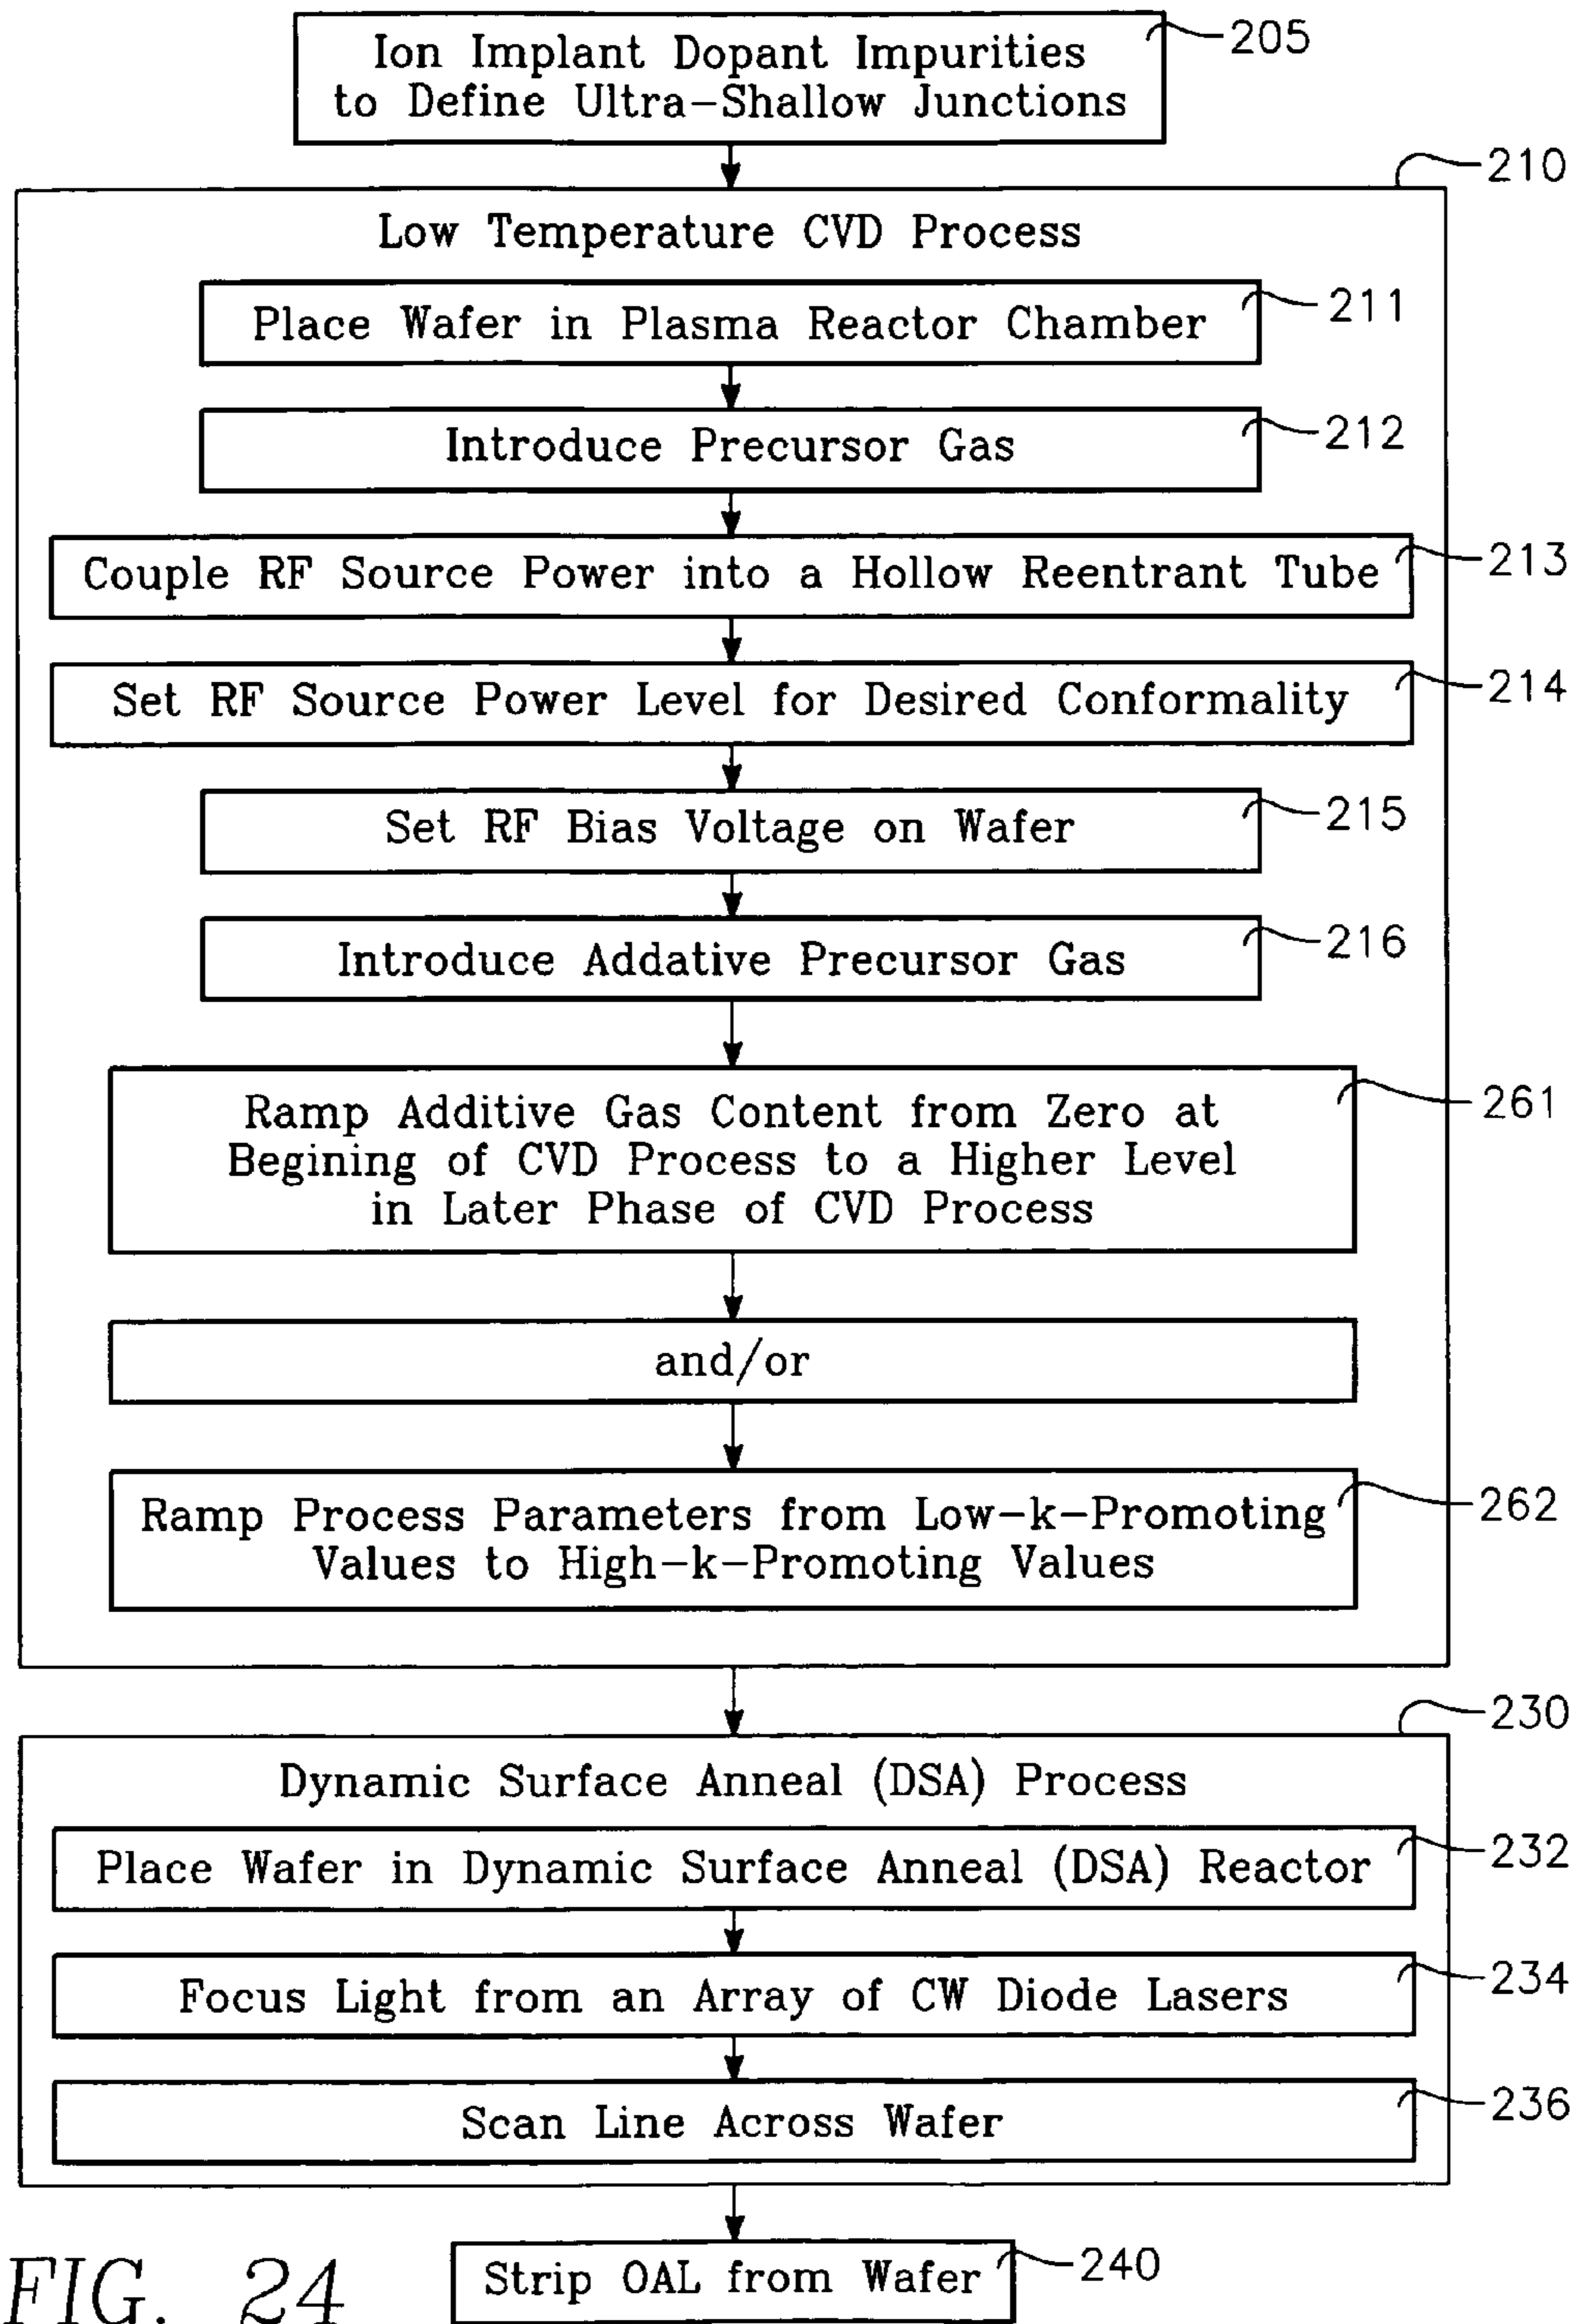 Ion Implant Dopant Impurities
to Define Ultra-Shallow Junctions
205
210
Low Temperature CVD Process
Place Wafer in Plasma Reactor Chamber
211
Introduce Precursor Gas
212
Couple RF Source Power into a Hollow Reentrant Tube
213
Set RF Source Power Level for Desired Conformality
214
Set RF Bias Voltage on Wafer
215
Introduce Addative Precursor Gas
216
Ramp Additive Gas Content from Zero at
Begining of CVD Process to a Higher Level
in Later Phase of CVD Process
261
and/or
Ramp Process Parameters from Low-k-Promoting
Values to High-k-Promoting Values
262
230
Dynamic Surface Anneal (DSA) Process
Place Wafer in Dynamic Surface Anneal (DSA) Reactor
232
Focus Light from an Array of CW Diode Lasers
234
Scan Line Across Wafer
236
Strip OAL from Wafer
240
FIG. 24